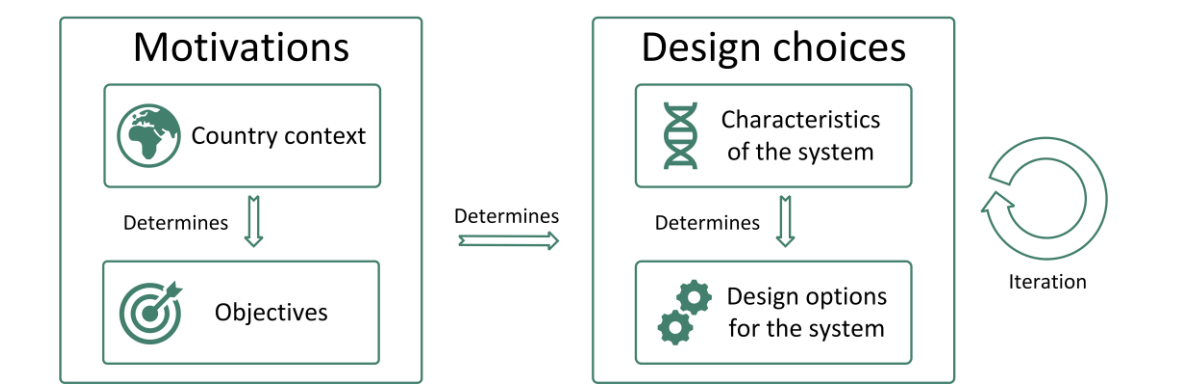 Motivations
Country context
Determines
Objectives
Determines
Design choices
Characteristics
of the system
Determines
Design options
for the system
Iteration